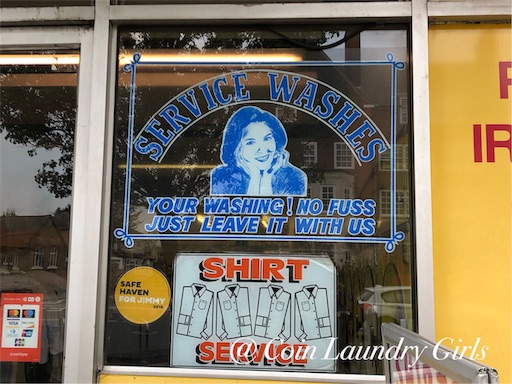 SERVICE WASHES
YOUR WASHING! NO FUSS
JUST LEAVE IT WITH US
SHIRT
SERVICE
SAFE
HAVEN
FOR JIMMY
VISA
IR
@ Coin Laundry Girls